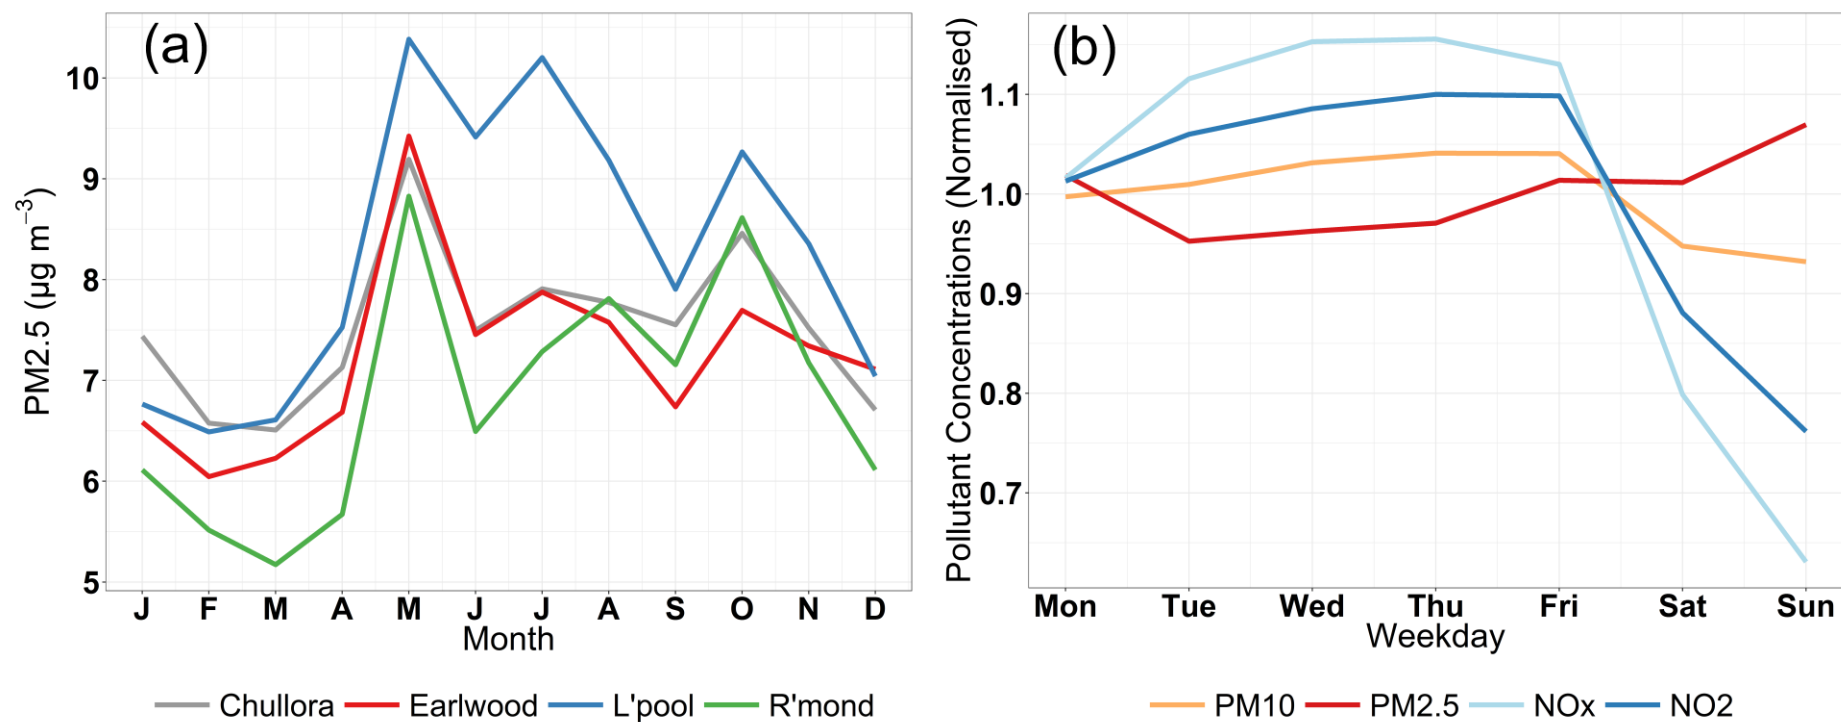 (a)
PM2.5 (µg m⁻³)
10
9
8
7
6
5
J F M A M J J A S O N D
Month
Chullora Earlwood L'pool R'mond
(b)
Pollutant Concentrations (Normalised)
1.1
1.0
0.9
0.8
0.7
Mon Tue Wed Thu Fri Sat Sun
Weekday
PM10 PM2.5 NOx NO2